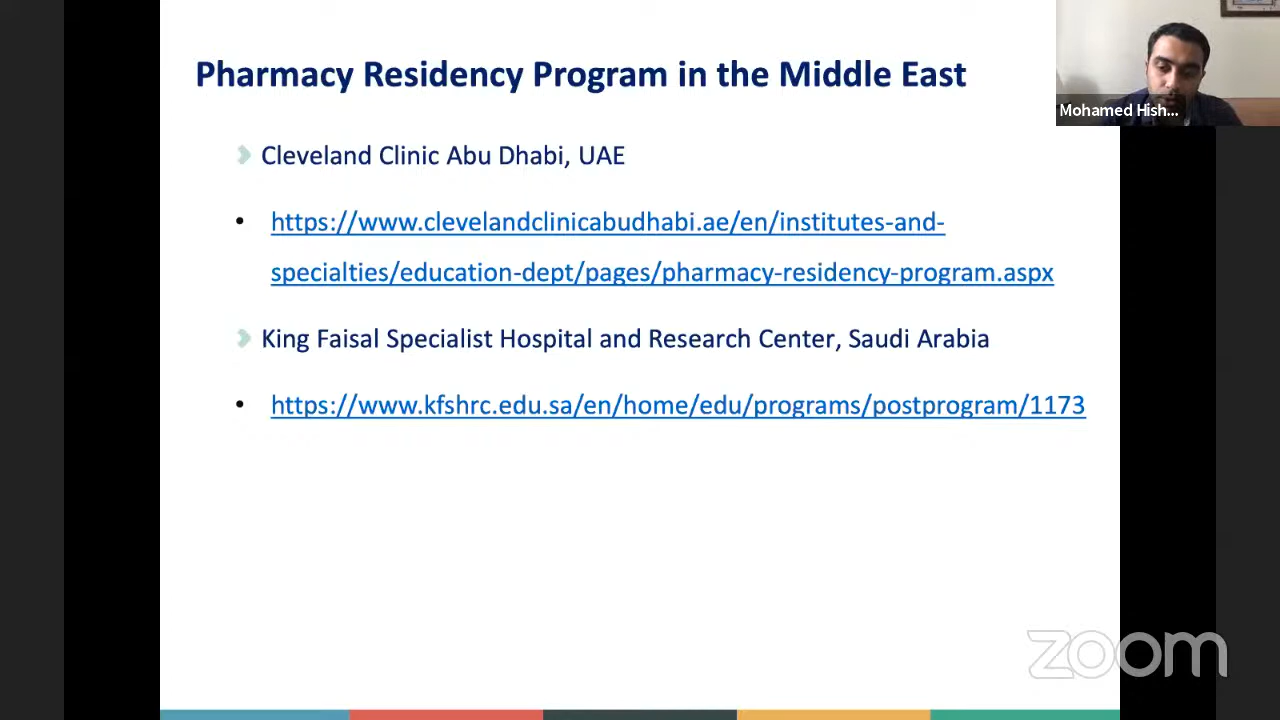 Pharmacy Residency Program in the Middle East
Mohamed Hish...
Cleveland Clinic Abu Dhabi, UAE
https://www.clevelandclinicabudhabi.ae/en/institutes-and-
specialties/education-dept/pages/pharmacy-residency-program.aspx
King Faisal Specialist Hospital and Research Center, Saudi Arabia
https://www.kfshrc.edu.sa/en/home/edu/programs/postprogram/1173
zoom